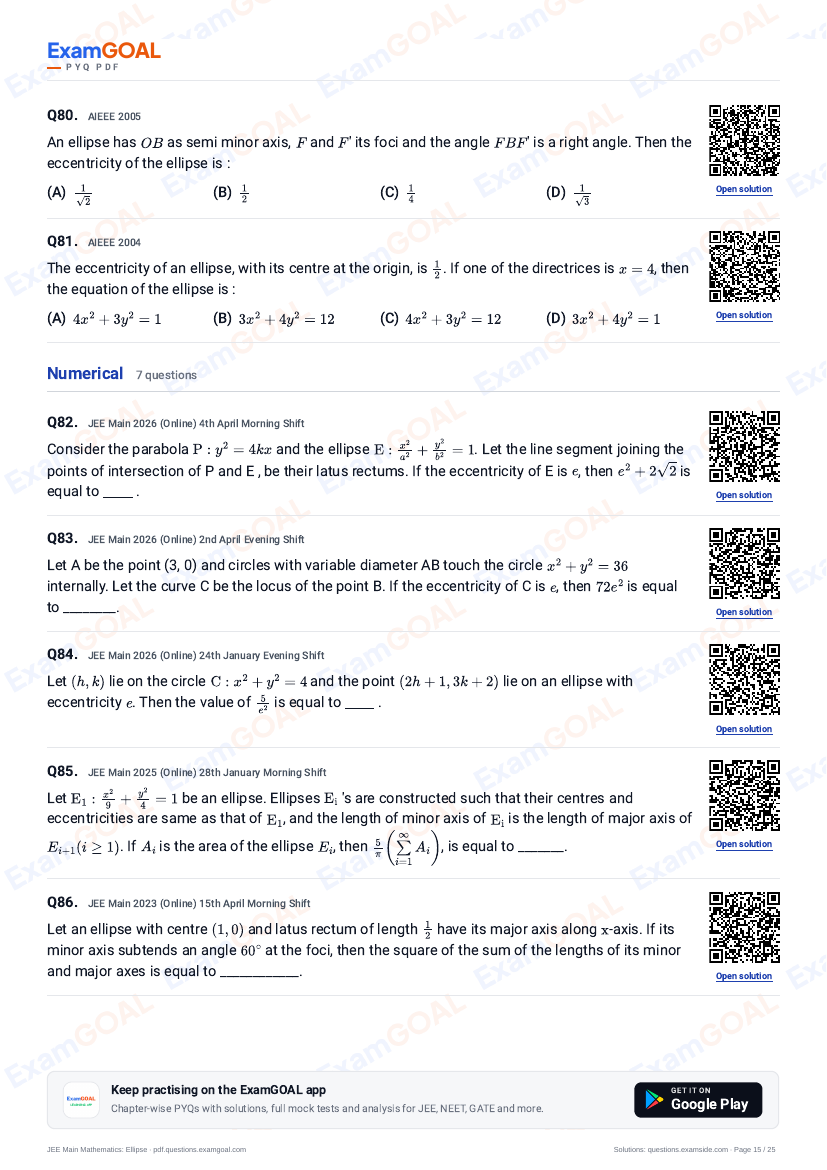 ExamGOAL
PYQ PDF
Q80. AIEEE 2005
An ellipse has OB as semi minor axis, F and F' its foci and the angle FBF' is a right angle. Then the
eccentricity of the ellipse is :
(A) 1/√2 (B) 1/2 (C) 1/4 (D) 1/√3
Open solution
Q81. AIEEE 2004
The eccentricity of an ellipse, with its centre at the origin, is 1/2. If one of the directrices is x = 4, then
the equation of the ellipse is :
(A) 4x² + 3y² = 1 (B) 3x² + 4y² = 12 (C) 4x² + 3y² = 12 (D) 3x² + 4y² = 1
Open solution
Numerical 7 questions
Q82. JEE Main 2026 (Online) 4th April Morning Shift
Consider the parabola P : y² = 4kx and the ellipse E : x²/a² + y²/b² = 1. Let the line segment joining the
points of intersection of P and E , be their latus rectums. If the eccentricity of E is e, then e² + 2√2 is
equal to ____ .
Open solution
Q83. JEE Main 2026 (Online) 2nd April Evening Shift
Let A be the point (3, 0) and circles with variable diameter AB touch the circle x² + y² = 36
internally. Let the curve C be the locus of the point B. If the eccentricity of C is e, then 72e² is equal
to ________.
Open solution
Q84. JEE Main 2026 (Online) 24th January Evening Shift
Let (h, k) lie on the circle C : x² + y² = 4 and the point (2h + 1, 3k + 2) lie on an ellipse with
eccentricity e. Then the value of 5/e² is equal to ____ .
Open solution
Q85. JEE Main 2025 (Online) 28th January Morning Shift
Let E₁ : x²/9 + y²/4 = 1 be an ellipse. Ellipses Eᵢ 's are constructed such that their centres and
eccentricities are same as that of E₁, and the length of minor axis of Eᵢ is the length of major axis of
Eᵢ₊₁(i ≥ 1). If Aᵢ is the area of the ellipse Eᵢ, then 5/π (∑_{i=1}^{∞} Aᵢ), is equal to _______.
Open solution
Q86. JEE Main 2023 (Online) 15th April Morning Shift
Let an ellipse with centre (1, 0) and latus rectum of length 1/2 have its major axis along x-axis. If its
minor axis subtends an angle 60° at the foci, then the square of the sum of the lengths of its minor
and major axes is equal to ____________.
Open solution
Keep practising on the ExamGOAL app
Chapter-wise PYQs with solutions, full mock tests and analysis for JEE, NEET, GATE and more.
GET IT ON
Google Play
JEE Main Mathematics: Ellipse · pdf.questions.examgoal.com
Solutions: questions.examside.com · Page 15 / 25